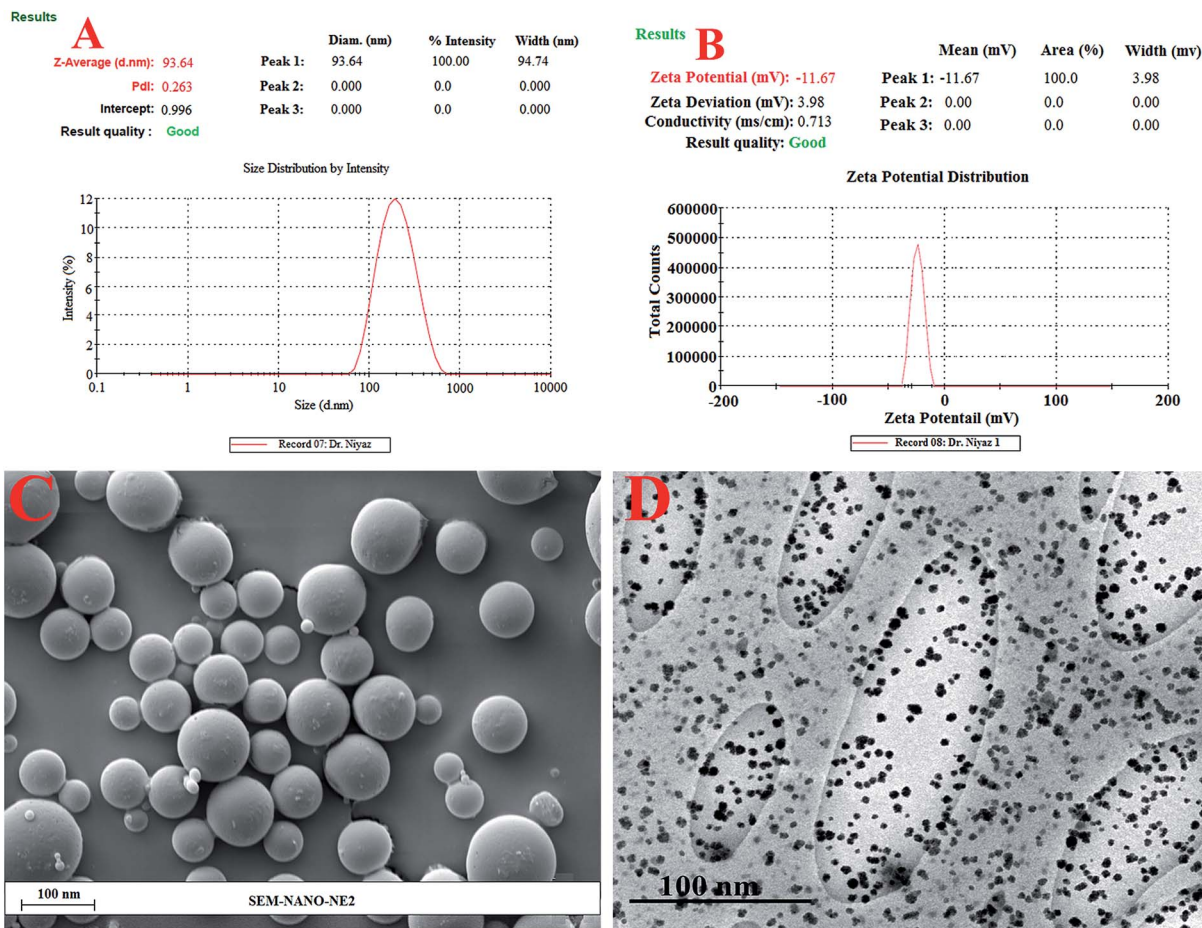 Results
A
Diam. (nm) % Intensity Width (nm)
Z-Average (d.nm): 93.64 Peak 1: 93.64 100.00 94.74
PdI: 0.263 Peak 2: 0.000 0.0 0.000
Intercept: 0.996 Peak 3: 0.000 0.0 0.000
Result quality : Good
Size Distribution by Intensity
Intensity (%)
12
10
8
6
4
2
0
0.1 1 10 100 1000 10000
Size (d.nm)
Record 07: Dr. Niyaz
Results
B
Mean (mV) Area (%) Width (mv)
Zeta Potential (mV): -11.67 Peak 1: -11.67 100.0 3.98
Zeta Deviation (mV): 3.98 Peak 2: 0.00 0.0 0.00
Conductivity (ms/cm): 0.713 Peak 3: 0.00 0.0 0.00
Result quality: Good
Zeta Potential Distribution
Total Counts
600000
500000
400000
300000
200000
100000
0
-200 -100 0 100 200
Zeta Potentail (mV)
Record 08: Dr. Niyaz 1
C
100 nm
SEM-NANO-NE2
D
100 nm